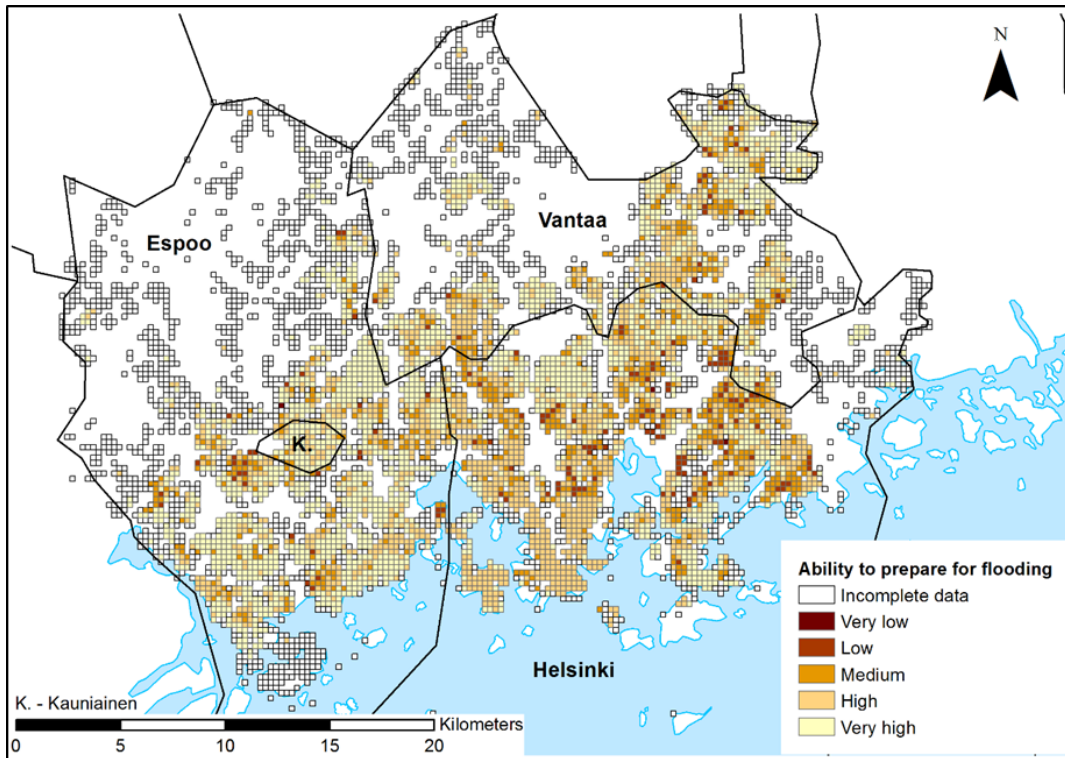 N
Espoo
Vantaa
K.
Helsinki
Ability to prepare for flooding
Incomplete data
Very low
Low
Medium
High
Very high
K. - Kauniainen
Kilometers
0 5 10 15 20